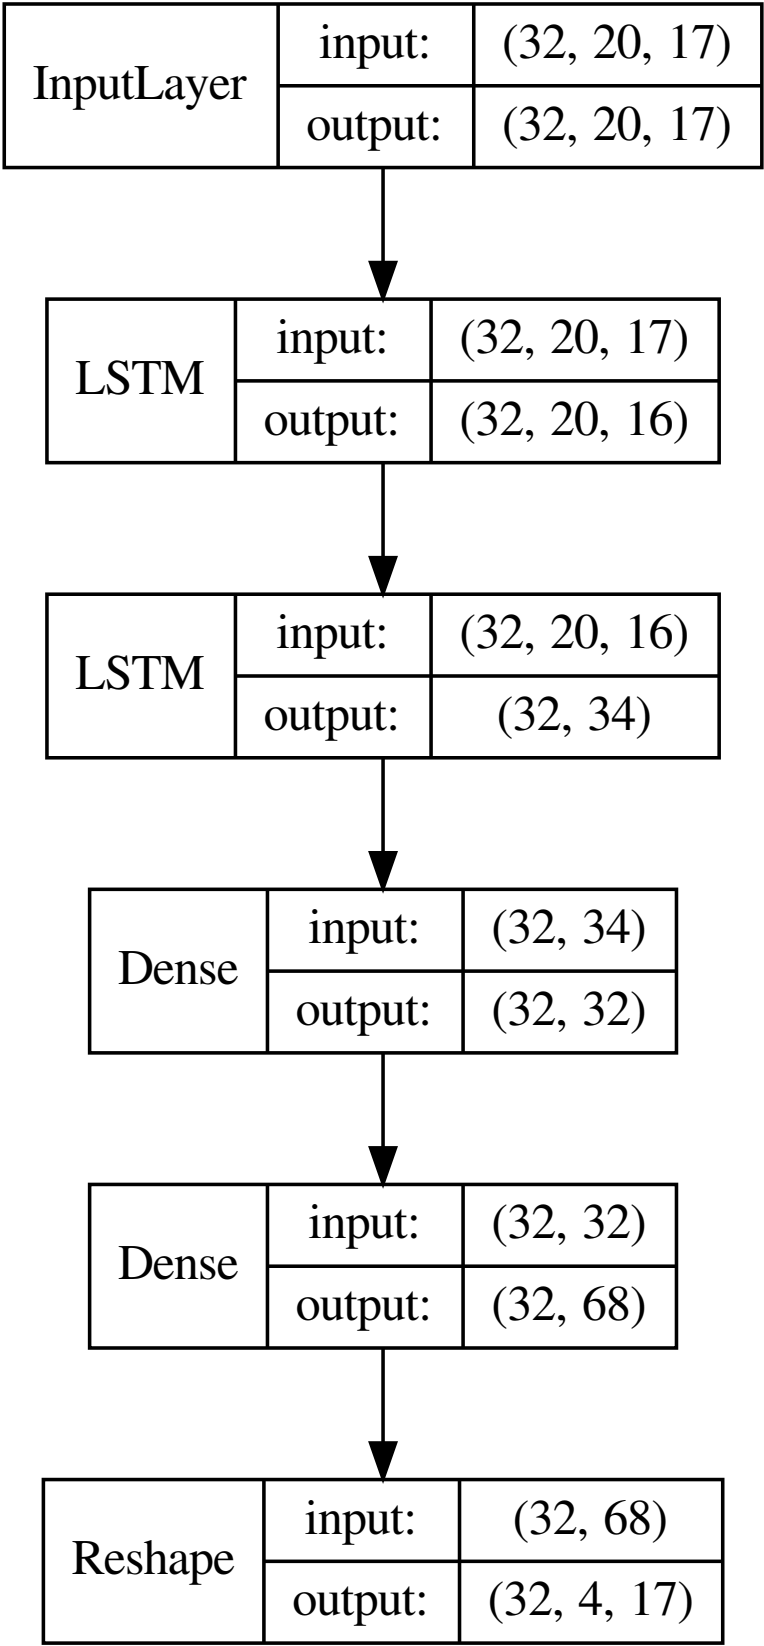 InputLayer
input: (32, 20, 17)
output: (32, 20, 17)
LSTM
input: (32, 20, 17)
output: (32, 20, 16)
LSTM
input: (32, 20, 16)
output: (32, 34)
Dense
input: (32, 34)
output: (32, 32)
Dense
input: (32, 32)
output: (32, 68)
Reshape
input: (32, 68)
output: (32, 4, 17)